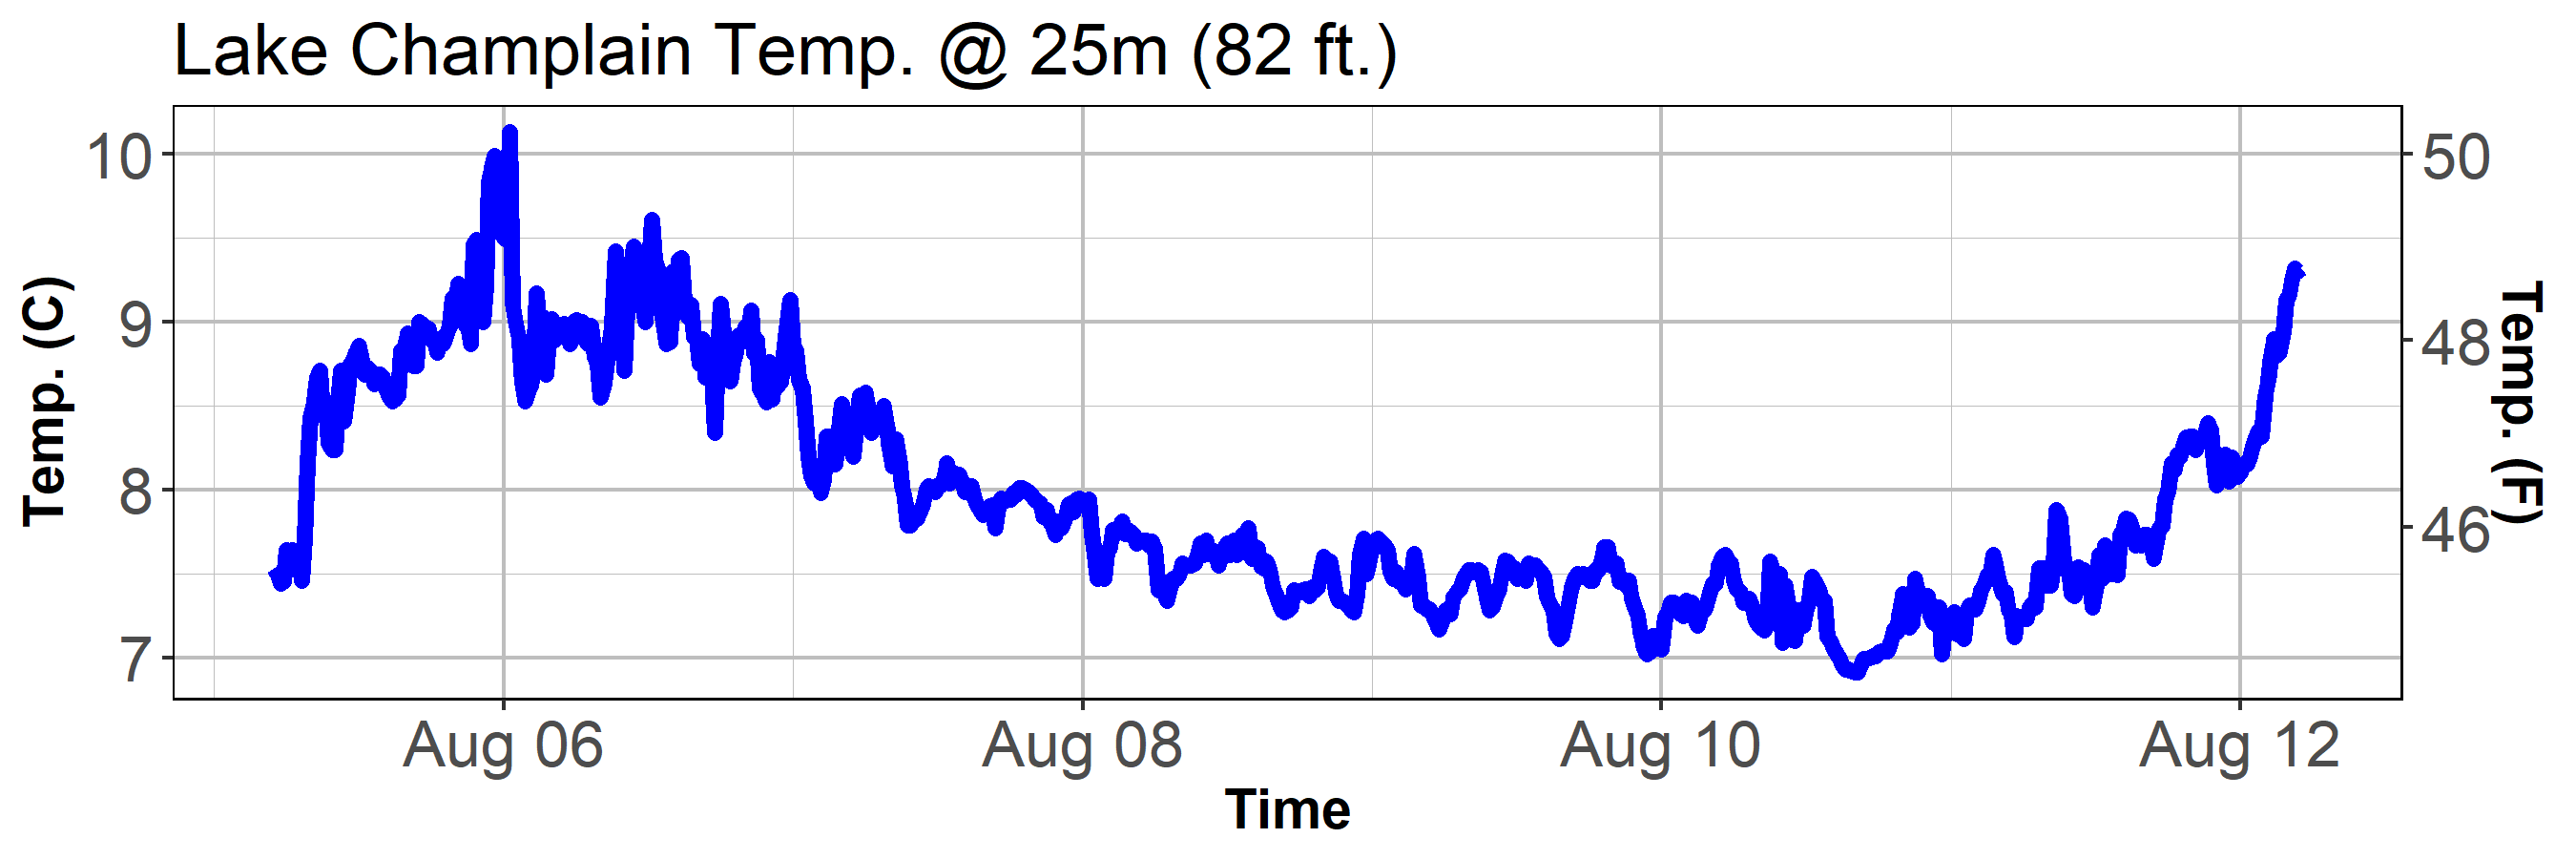 Lake Champlain Temp. @ 25m (82 ft.)
Temp. (C)
10
9
8
7
50
48
46
Temp. (F)
Aug 06
Aug 08
Aug 10
Aug 12
Time